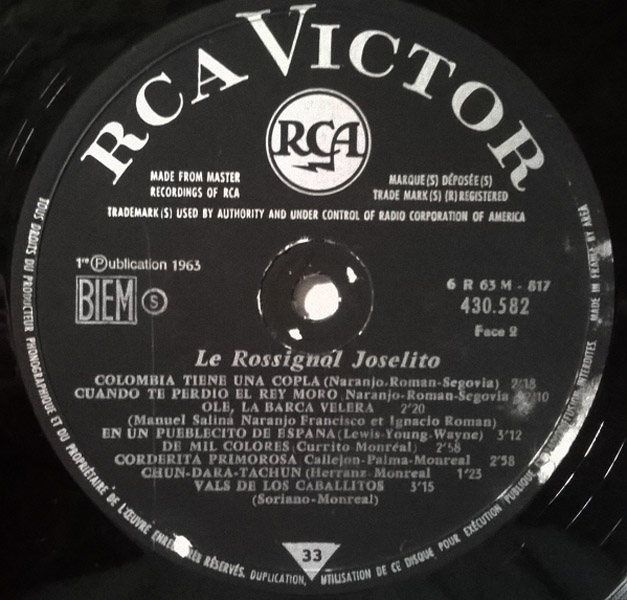 RCA VICTOR
RCA
MADE FROM MASTER
RECORDINGS OF RCA
MARQUE(S) DÉPOSÉE(S)
TRADE MARK(S) (R) REGISTERED
TRADEMARK(S) USED BY AUTHORITY AND UNDER CONTROL OF RADIO CORPORATION OF AMERICA
1re Ⓟublication 1963
BIEM S
6 R 63 M - 817
430.582
Face 2
Le Rossignol Joselito
COLOMBIA TIENE UNA COPLA (Naranjo-Roman-Segovia) 2'18
CUANDO TE PERDIO EL REY MORO Naranjo-Roman-Segovia 2'10
OLE, LA BARCA VELERA 2'20
(Manuel Salina Naranjo Francisco et Ignacio Roman)
EN UN PUEBLECITO DE ESPANA (Lewis-Young-Wayne) 3'12
DE MIL COLORES (Currito Monréal) 2'58
CORDERITA PRIMOROSA Callejon-Palma-Monreal 2'58
CHUN-DARA-TACHUN (Herranz Monreal 1'23
VALS DE LOS CABALLITOS 3'15
(Soriano-Monreal)
33
TOUS DROITS DU PRODUCTEUR PHONOGRAPHIQUE ET DU PROPRIÉTAIRE DE L'ŒUVRE ENREGISTRÉE RÉSERVÉS. DUPLICATION, UTILISATION DE CE DISQUE POUR EXÉCUTION PUBLIQUE INTERDITES.
MADE IN FRANCE BY AREA